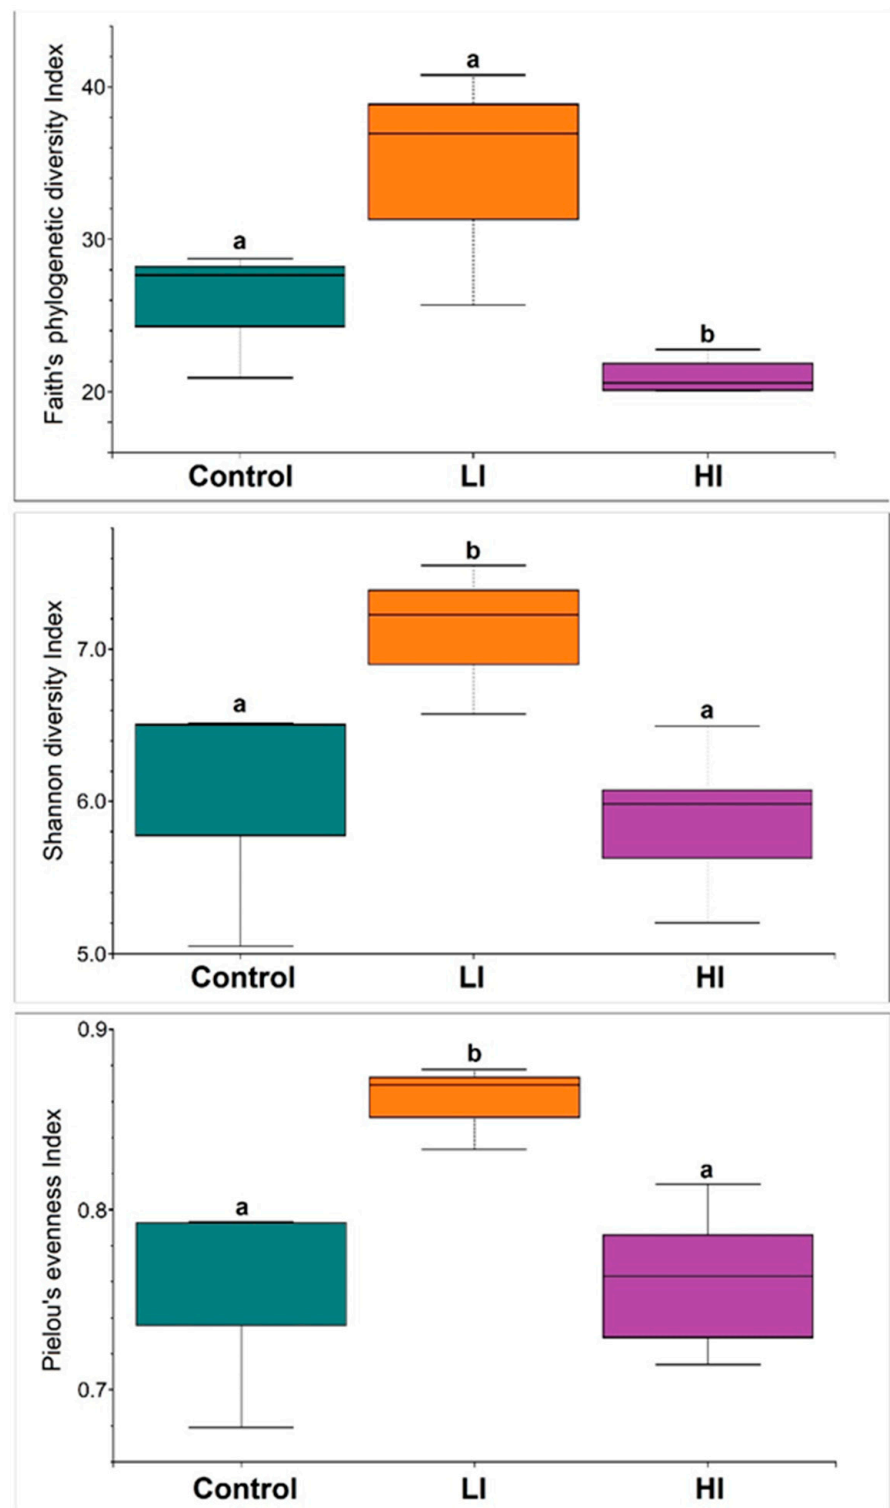 Faith's phylogenetic diversity Index
40
30
20
a
a
b
Control
LI
HI
Shannon diversity Index
7.0
6.0
5.0
a
b
a
Control
LI
HI
Pielou's evenness Index
0.9
0.8
0.7
a
b
a
Control
LI
HI